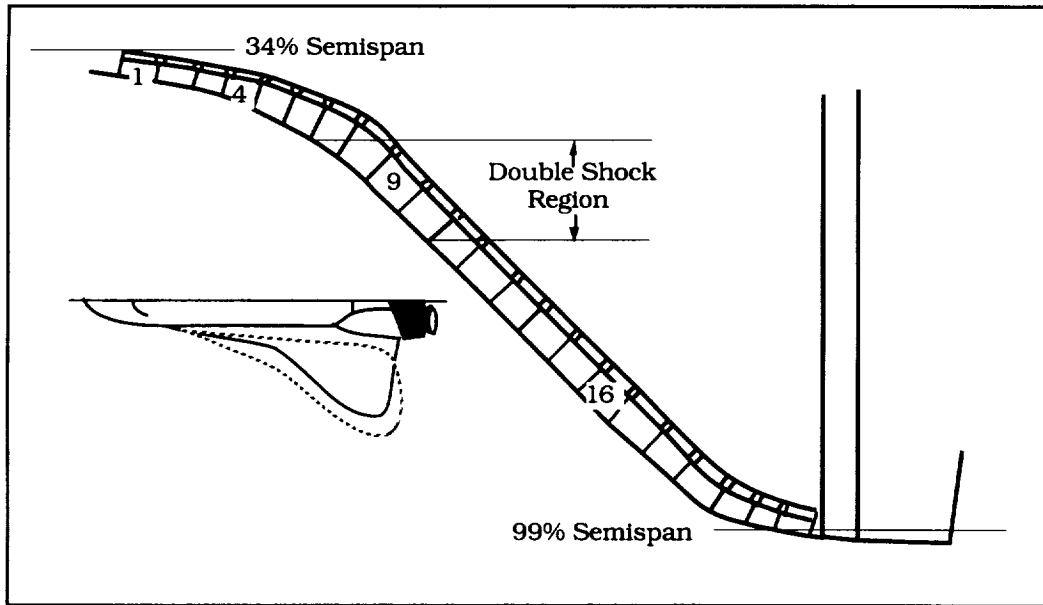 34% Semispan
1
4
Double Shock
Region
9
16
99% Semispan